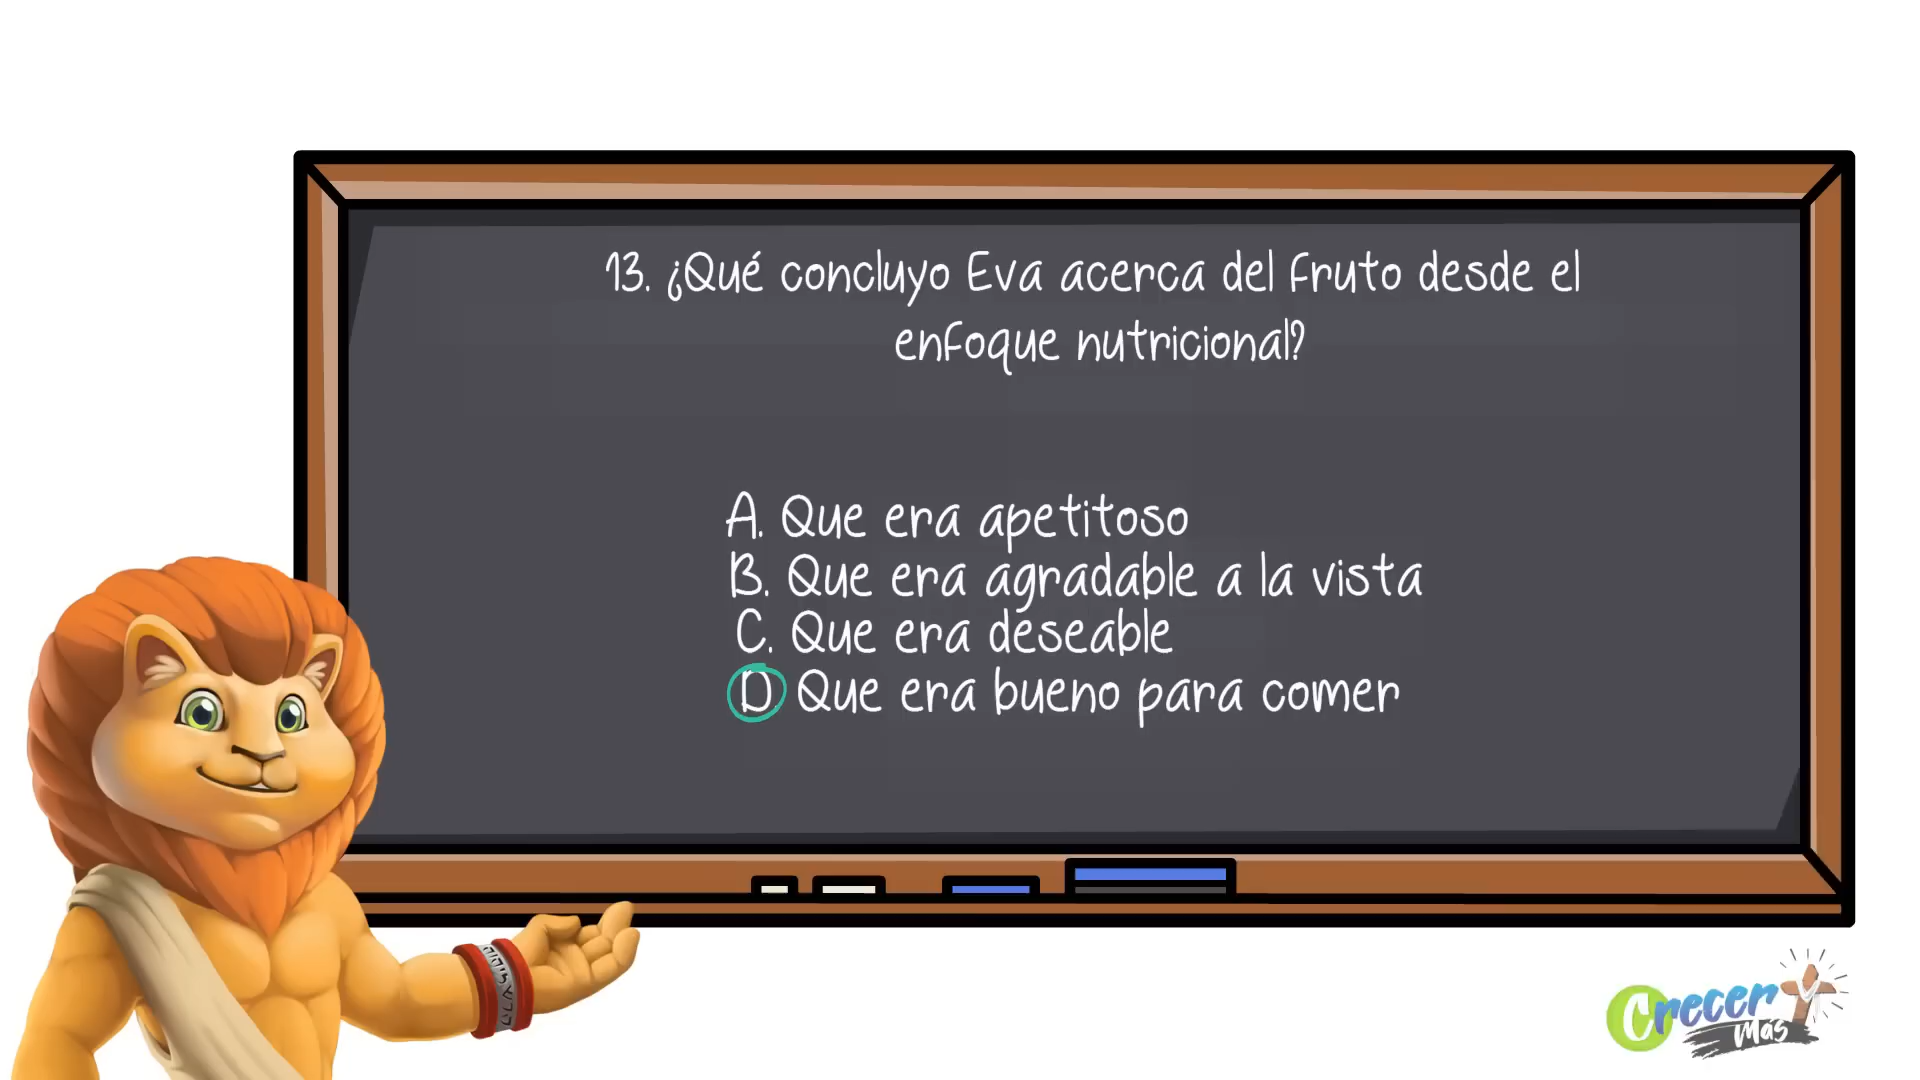 13. ¿Qué concluyo Eva acerca del fruto desde el
enfoque nutricional?
A. Que era apetitoso
B. Que era agradable a la vista
C. Que era deseable
D. Que era bueno para comer
Crecer
Más